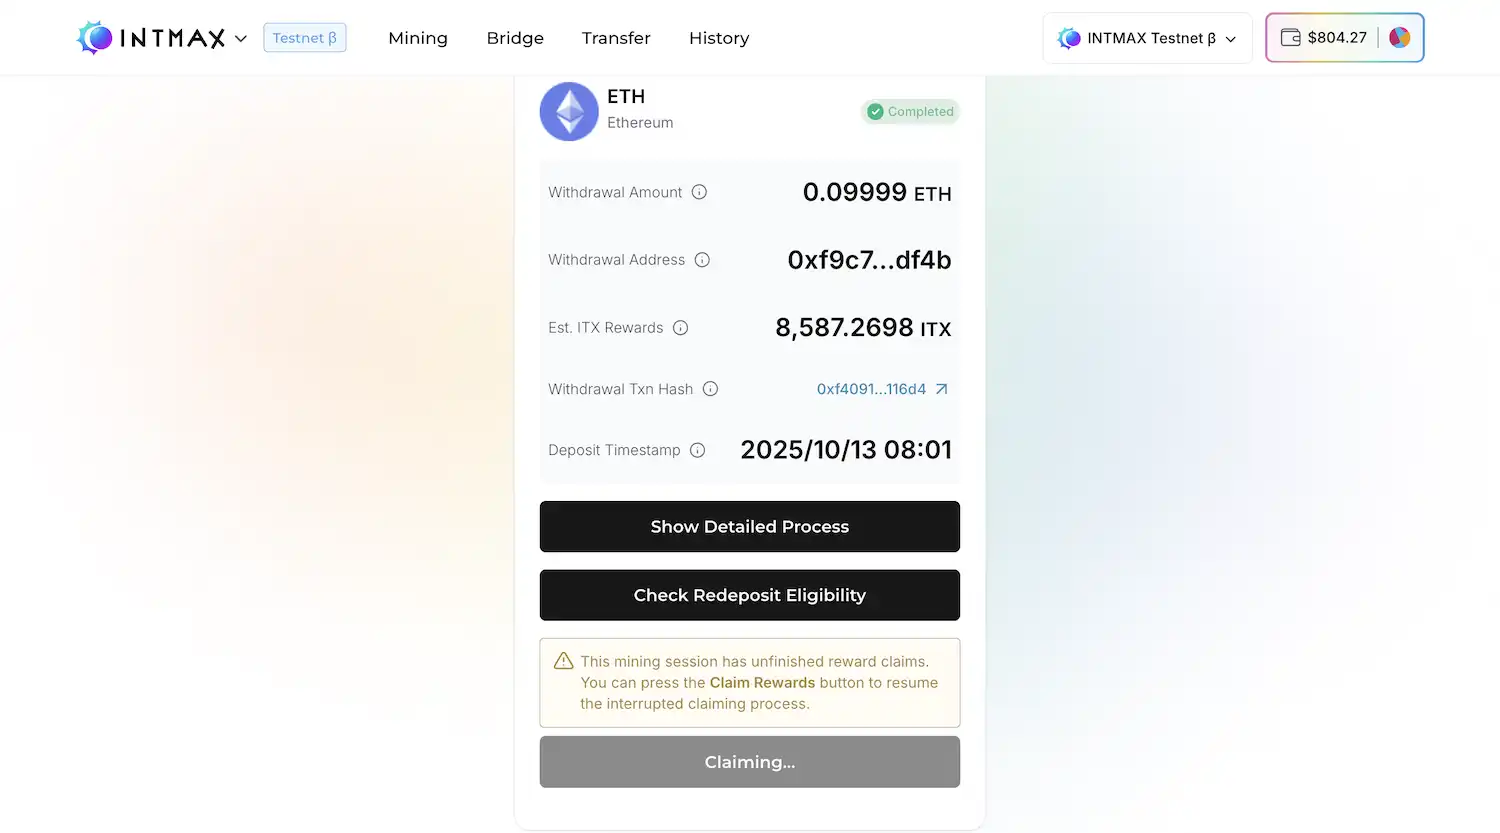 INTMAX
Testnet β
Mining
Bridge
Transfer
History
INTMAX Testnet β
$804.27
ETH
Ethereum
Completed
Withdrawal Amount
0.09999 ETH
Withdrawal Address
0xf9c7...df4b
Est. ITX Rewards
8,587.2698 ITX
Withdrawal Txn Hash
0xf4091...116d4
Deposit Timestamp
2025/10/13 08:01
Show Detailed Process
Check Redeposit Eligibility
This mining session has unfinished reward claims.
You can press the Claim Rewards button to resume
the interrupted claiming process.
Claiming...